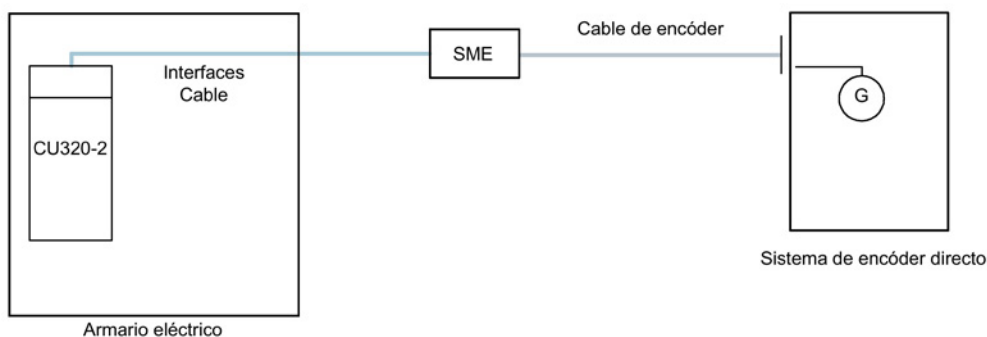 Cable de encóder
SME
Interfaces
Cable
G
CU320-2
Sistema de encóder directo
Armario eléctrico